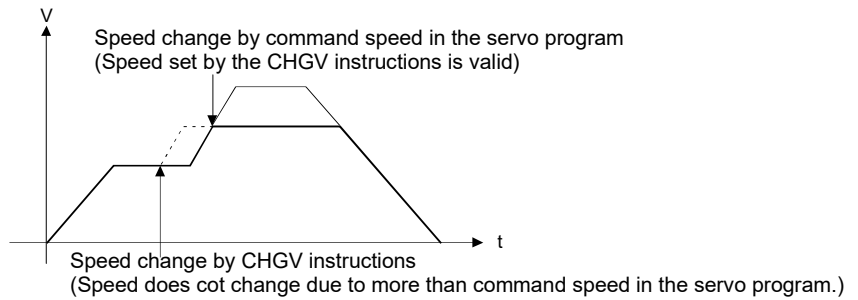 V
Speed change by command speed in the servo program
(Speed set by the CHGV instructions is valid)
t
Speed change by CHGV instructions
(Speed does cot change due to more than command speed in the servo program.)